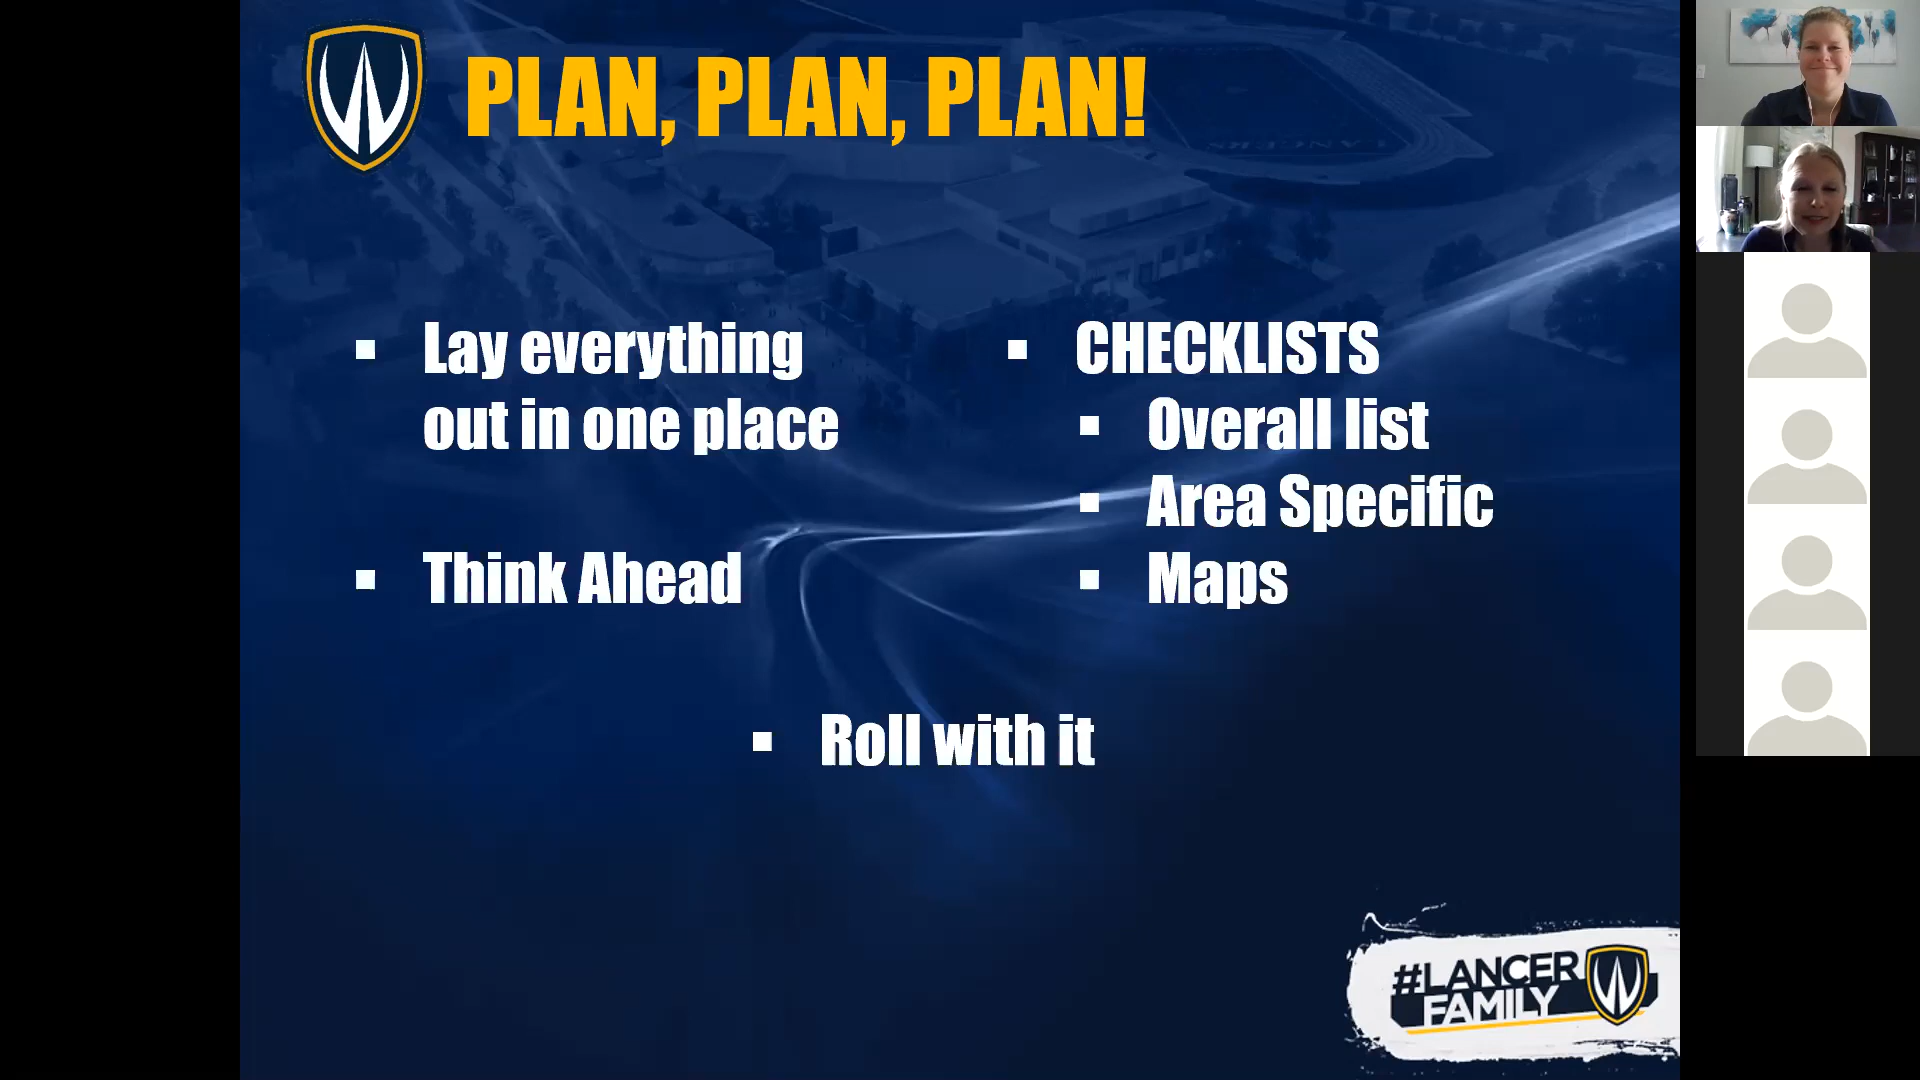 PLAN, PLAN, PLAN!
Lay everything
out in one place
Think Ahead
CHECKLISTS
Overall list
Area Specific
Maps
Roll with it
#LANCER
FAMILY